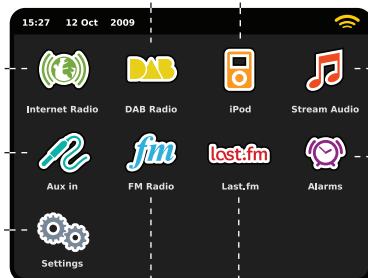 15:27 12 Oct 2009
DAB
Internet Radio DAB Radio iPod Stream Audio
fm last.fm
Aux in FM Radio Last.fm Alarms
Settings